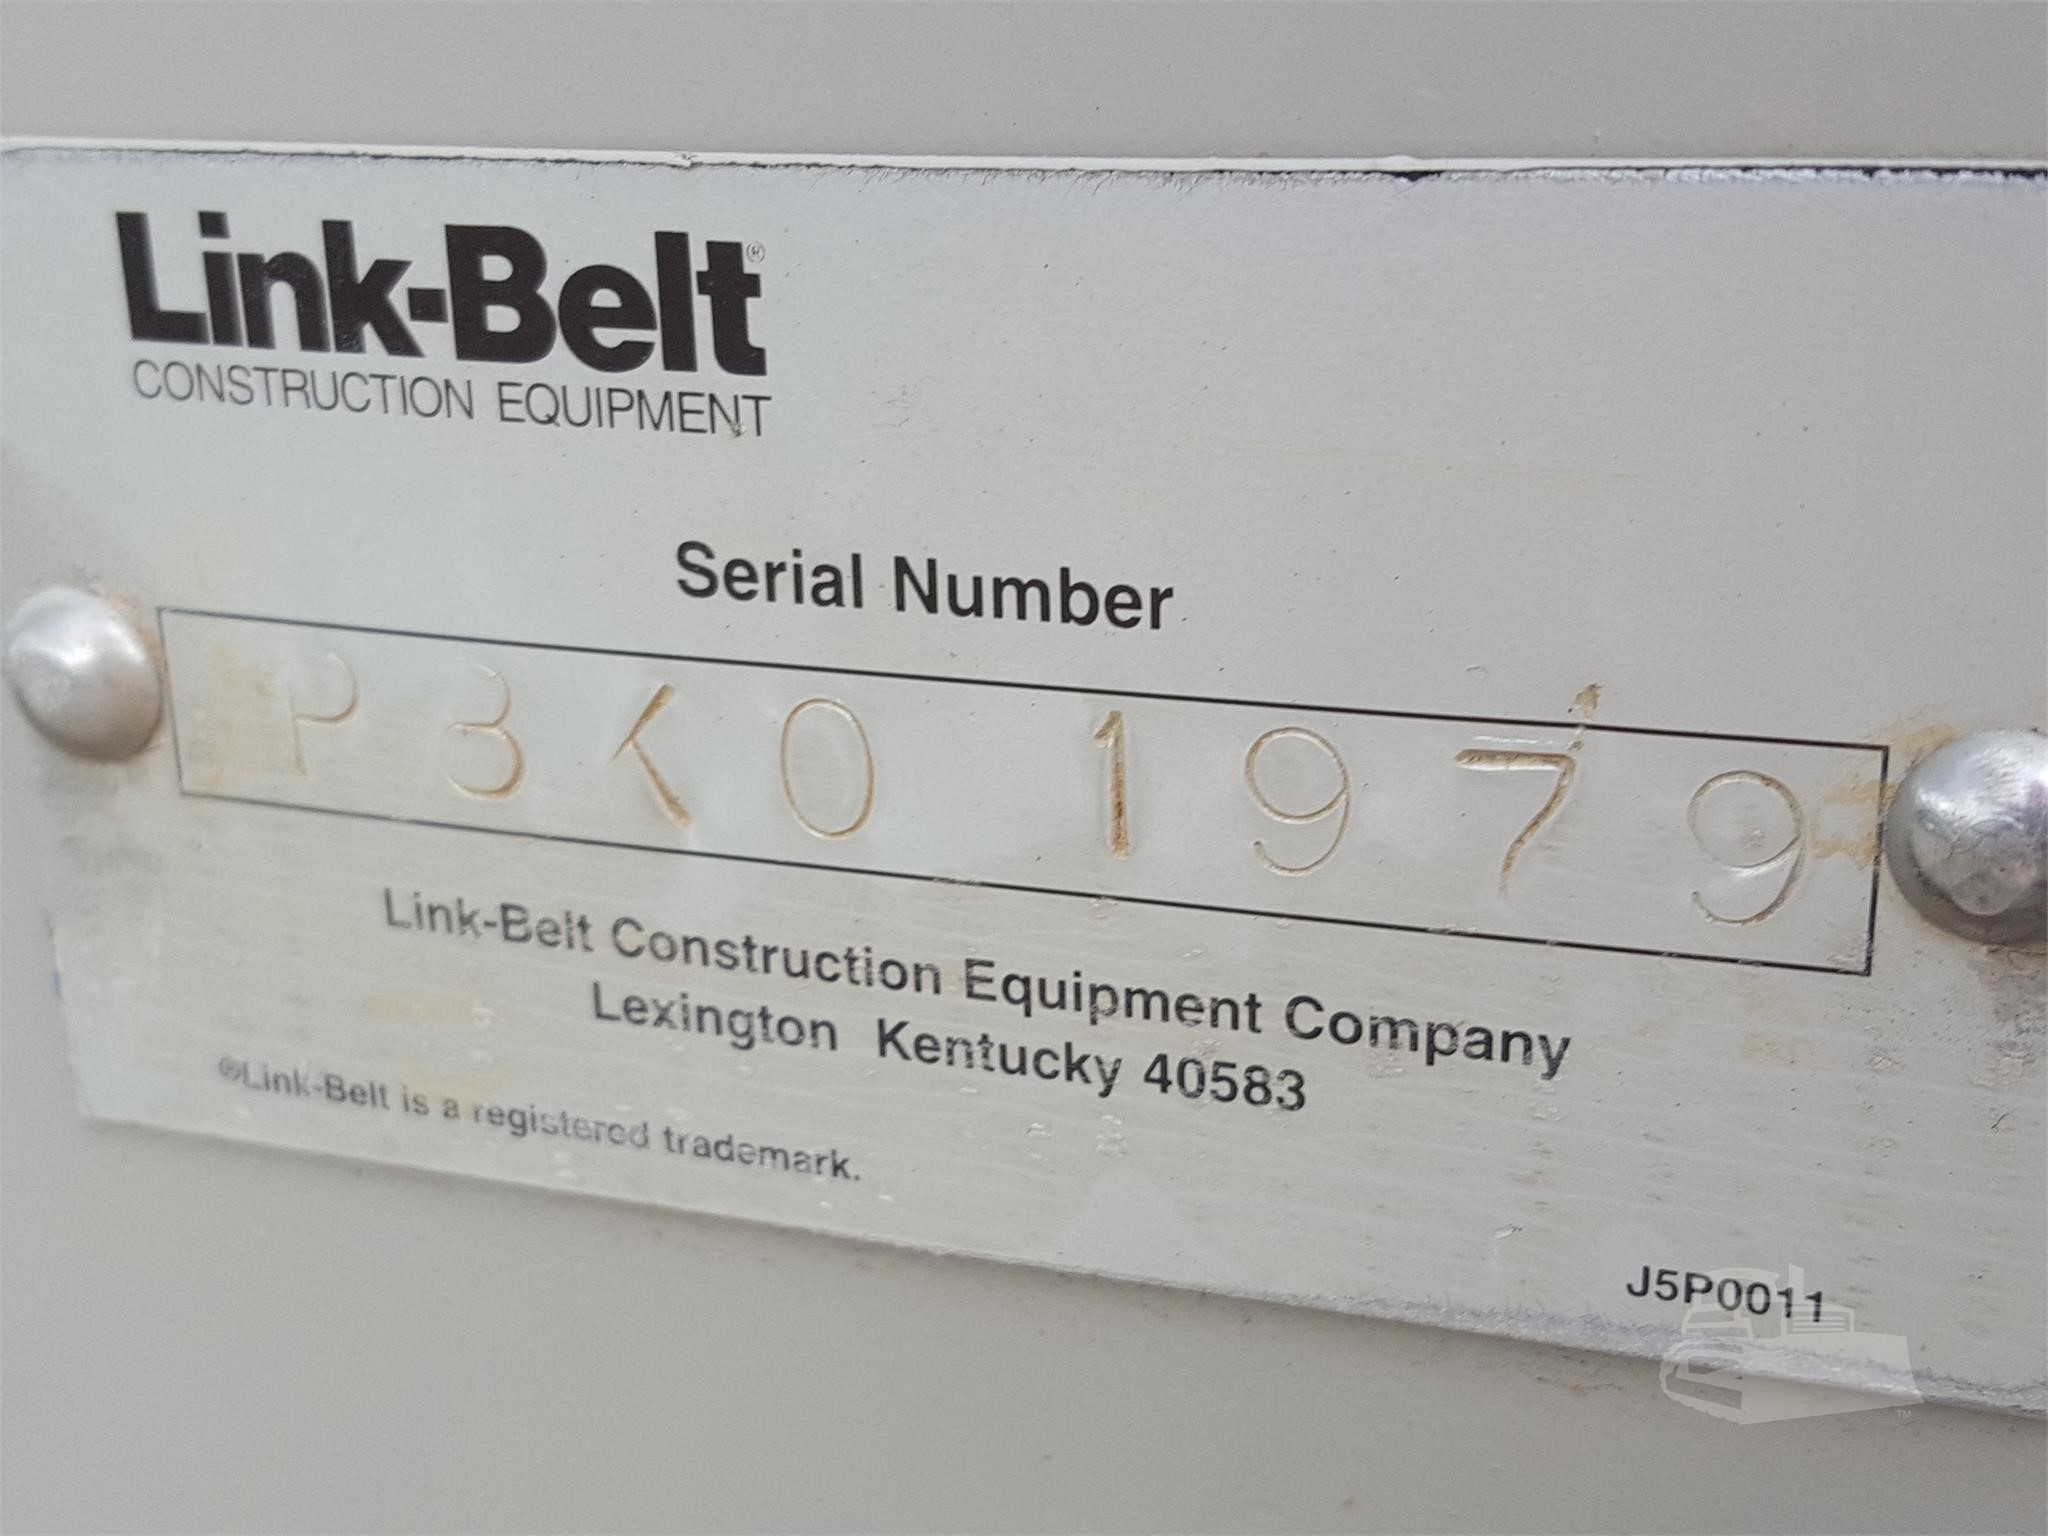 Link-Belt®
CONSTRUCTION EQUIPMENT
Serial Number
P3K0 1979
Link-Belt Construction Equipment Company
Lexington Kentucky 40583
®Link-Belt is a registered trademark.
J5P0011
TM